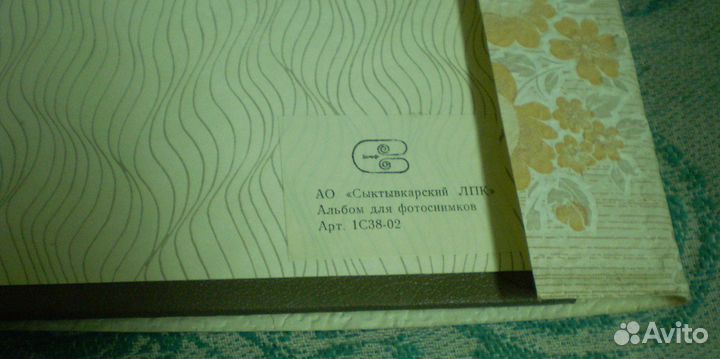 АО «Сыктывкарский ЛПК»
Альбом для фотоснимков
Арт. 1С38-02
Avito